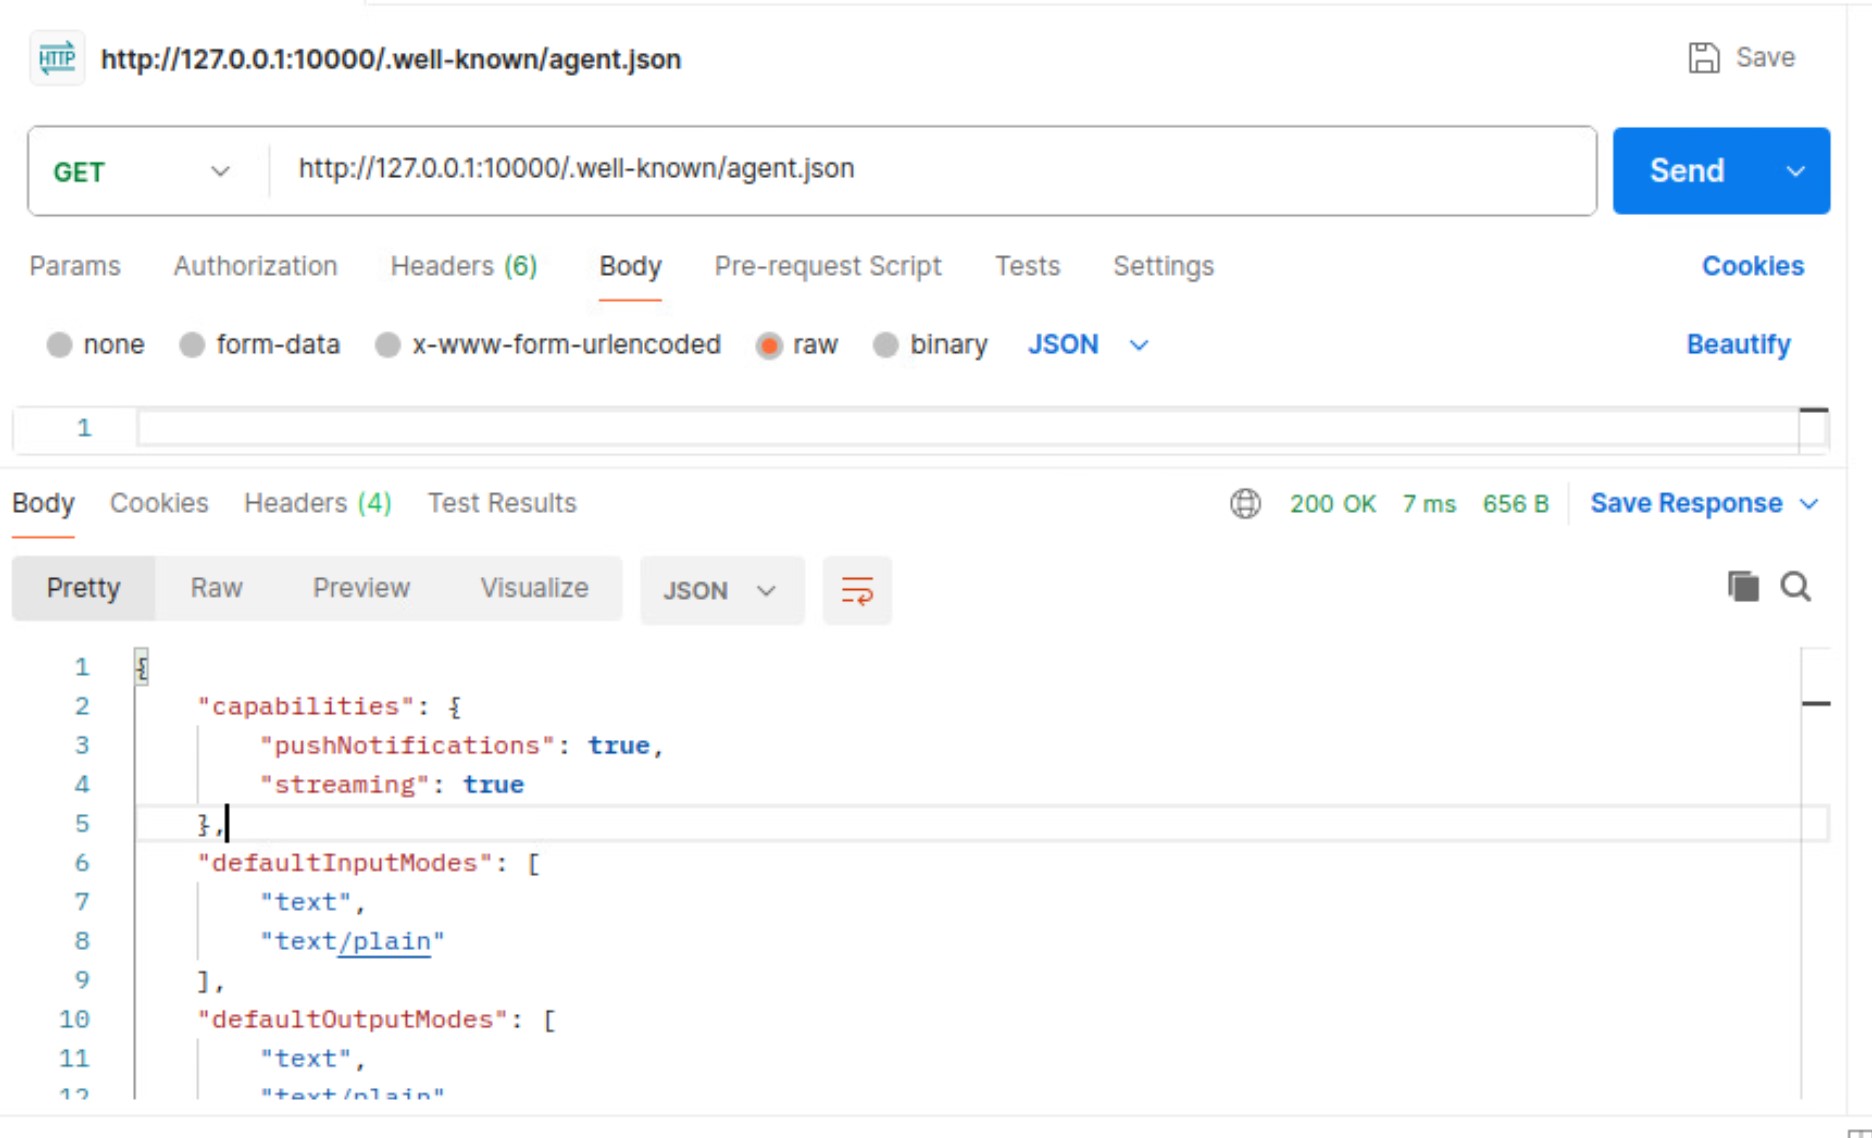 HTTP http://127.0.0.1:10000/.well-known/agent.json Save
GET http://127.0.0.1:10000/.well-known/agent.json Send
Params Authorization Headers (6) Body Pre-request Script Tests Settings Cookies
none form-data x-www-form-urlencoded raw binary JSON Beautify
1
Body Cookies Headers (4) Test Results 200 OK 7 ms 656 B Save Response
Pretty Raw Preview Visualize JSON
1 {
2 "capabilities": {
3 "pushNotifications": true,
4 "streaming": true
5 },
6 "defaultInputModes": [
7 "text",
8 "text/plain"
9 ],
10 "defaultOutputModes": [
11 "text",
12 "text/plain"